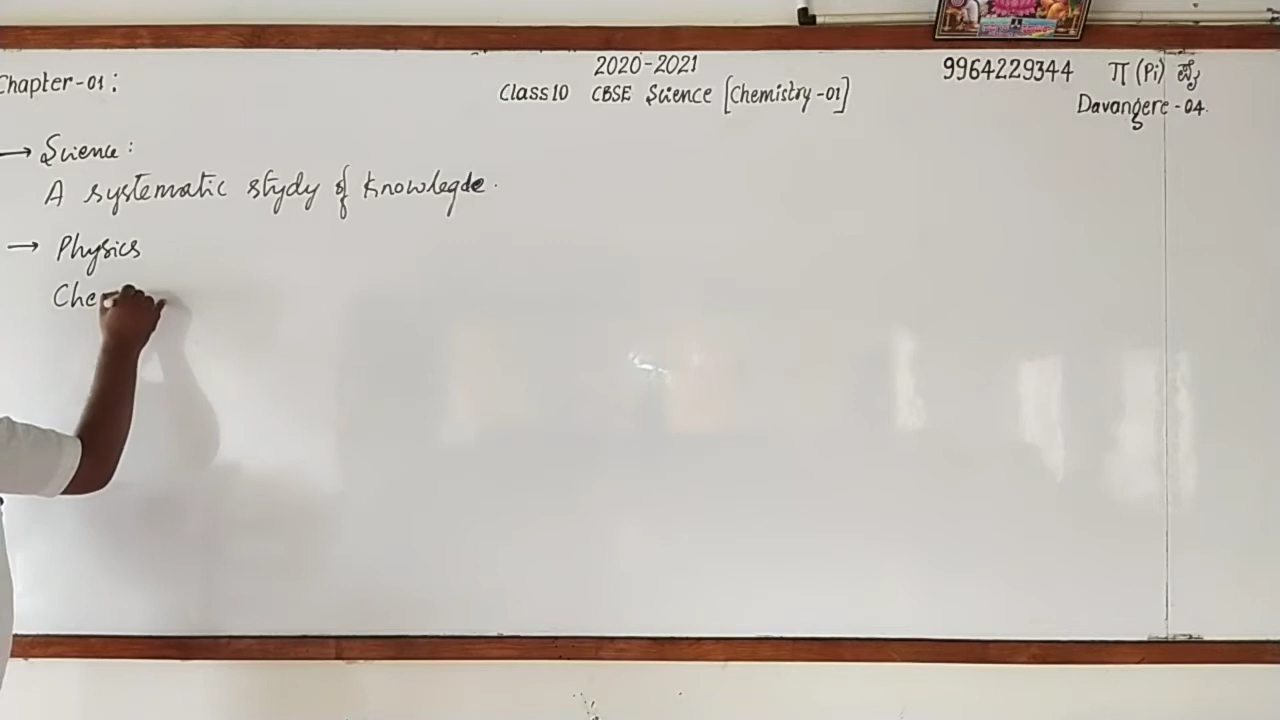 2020-2021
Class 10 CBSE Science [Chemistry-01]
9964229344 π (Pi)
Davangere-04.
Chapter-01:
→ Science:
A systematic stydy of knowlegde.
→ Physics
Che